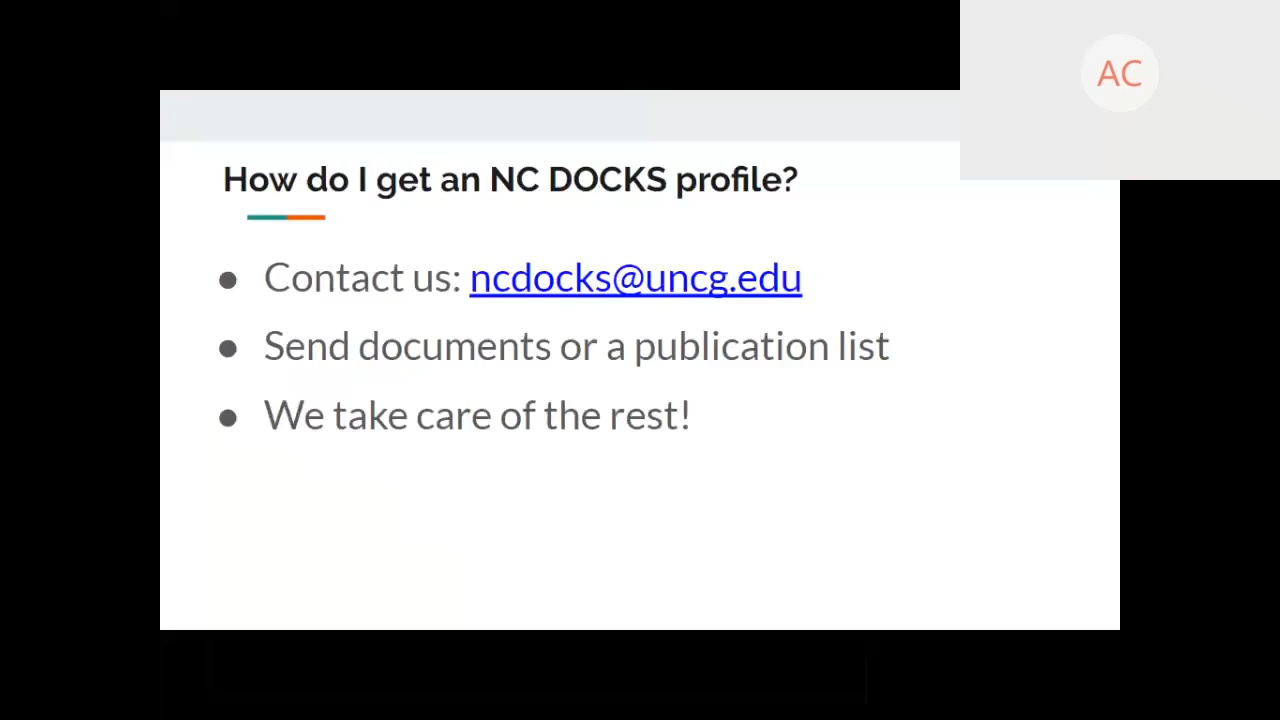 AC
How do I get an NC DOCKS profile?
● Contact us: ncdocks@uncg.edu
● Send documents or a publication list
● We take care of the rest!